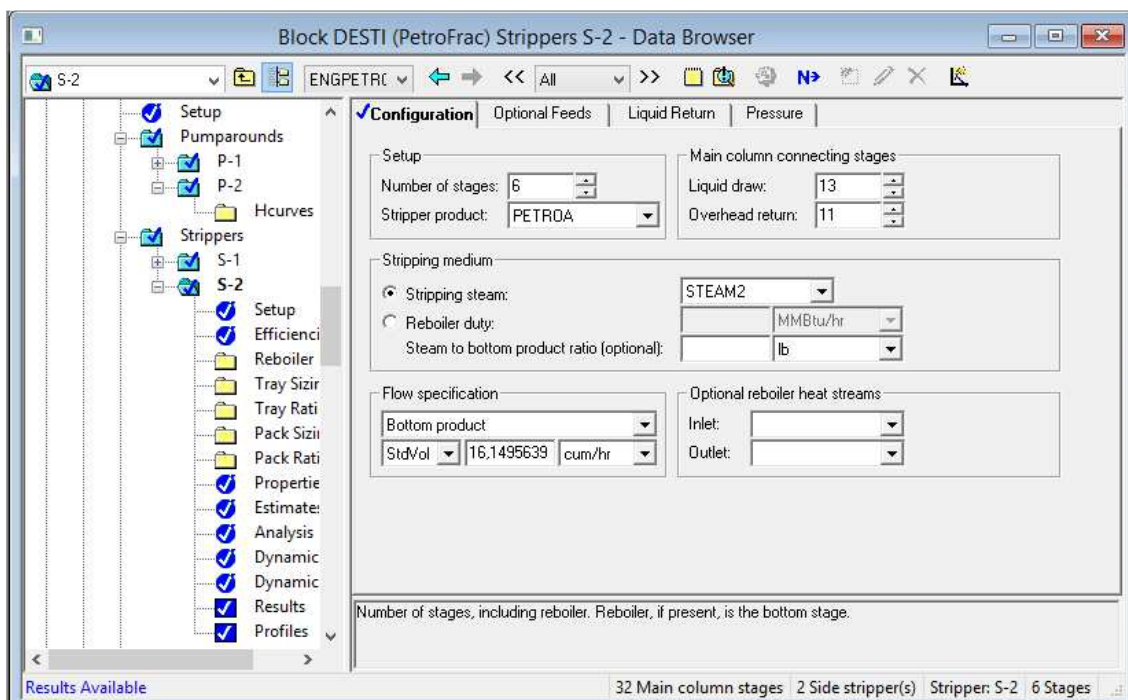 Block DESTI (PetroFrac) Strippers S-2 - Data Browser
S-2 ENGPETRC << All >> N>
Setup
Pumparounds
P-1
P-2
Hcurves
Strippers
S-1
S-2
Setup
Efficienci
Reboiler
Tray Sizin
Tray Rati
Pack Sizi
Pack Rati
Propertie
Estimates
Analysis
Dynamic
Dynamic
Results
Profiles
Configuration Optional Feeds Liquid Return Pressure
Setup
Number of stages: 6
Stripper product: PETROA
Main column connecting stages
Liquid draw: 13
Overhead return: 11
Stripping medium
Stripping steam: STEAM2
Reboiler duty: MMBtu/hr
Steam to bottom product ratio (optional): lb
Flow specification
Bottom product
StdVol 16,1495639 cum/hr
Optional reboiler heat streams
Inlet:
Outlet:
Number of stages, including reboiler. Reboiler, if present, is the bottom stage.
Results Available 32 Main column stages 2 Side stripper(s) Stripper: S-2 6 Stages